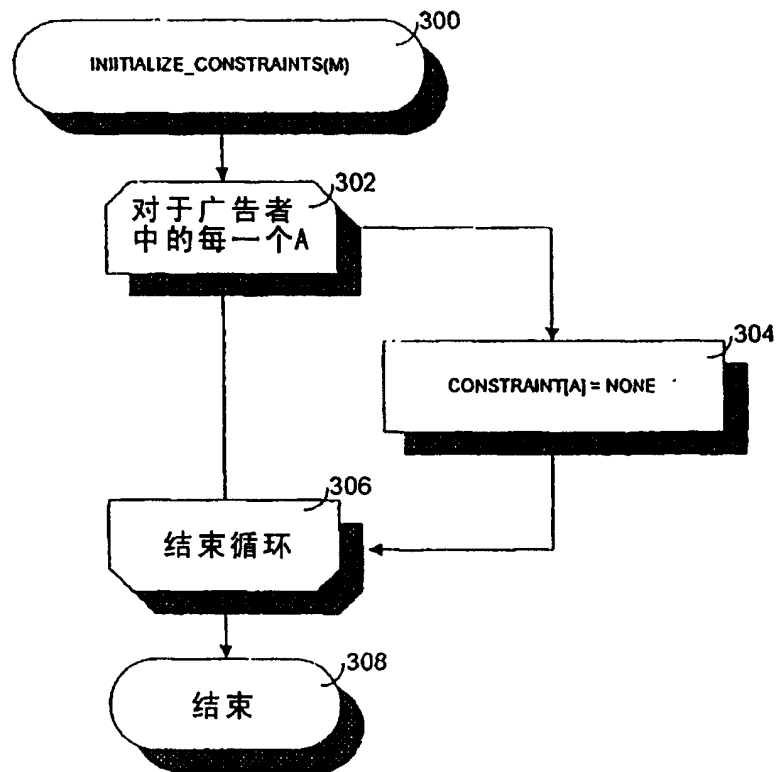 300
INIITIALIZE_CONSTRAINTS(M)
302
对于广告者
中的每一个A
304
CONSTRAINT[A] = NONE
306
结束循环
308
结束